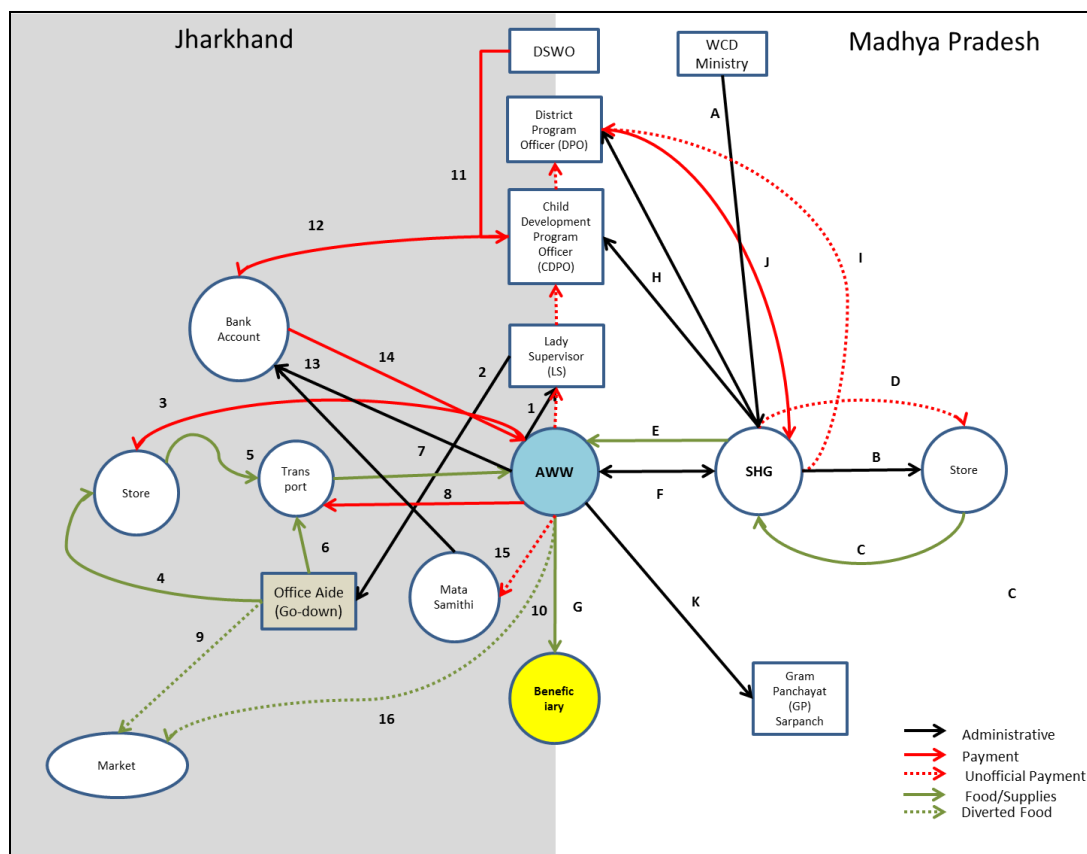 Jharkhand
Madhya Pradesh
DSWO
WCD
Ministry
A
District
Program
Officer (DPO)
11
Child
Development
Program
Officer
(CDPO)
12
H
J
I
Bank
Account
14
13
2
Lady
Supervisor
(LS)
1
3
D
5
7
E
Store
Trans
port
AWW
SHG
B
Store
8
F
6
4
15
C
Office Aide
(Go-down)
Mata
Samithi
10
G
K
C
9
Benefic
iary
Gram
Panchayat
(GP)
Sarpanch
16
Market
Administrative
Payment
Unofficial Payment
Food/Supplies
Diverted Food